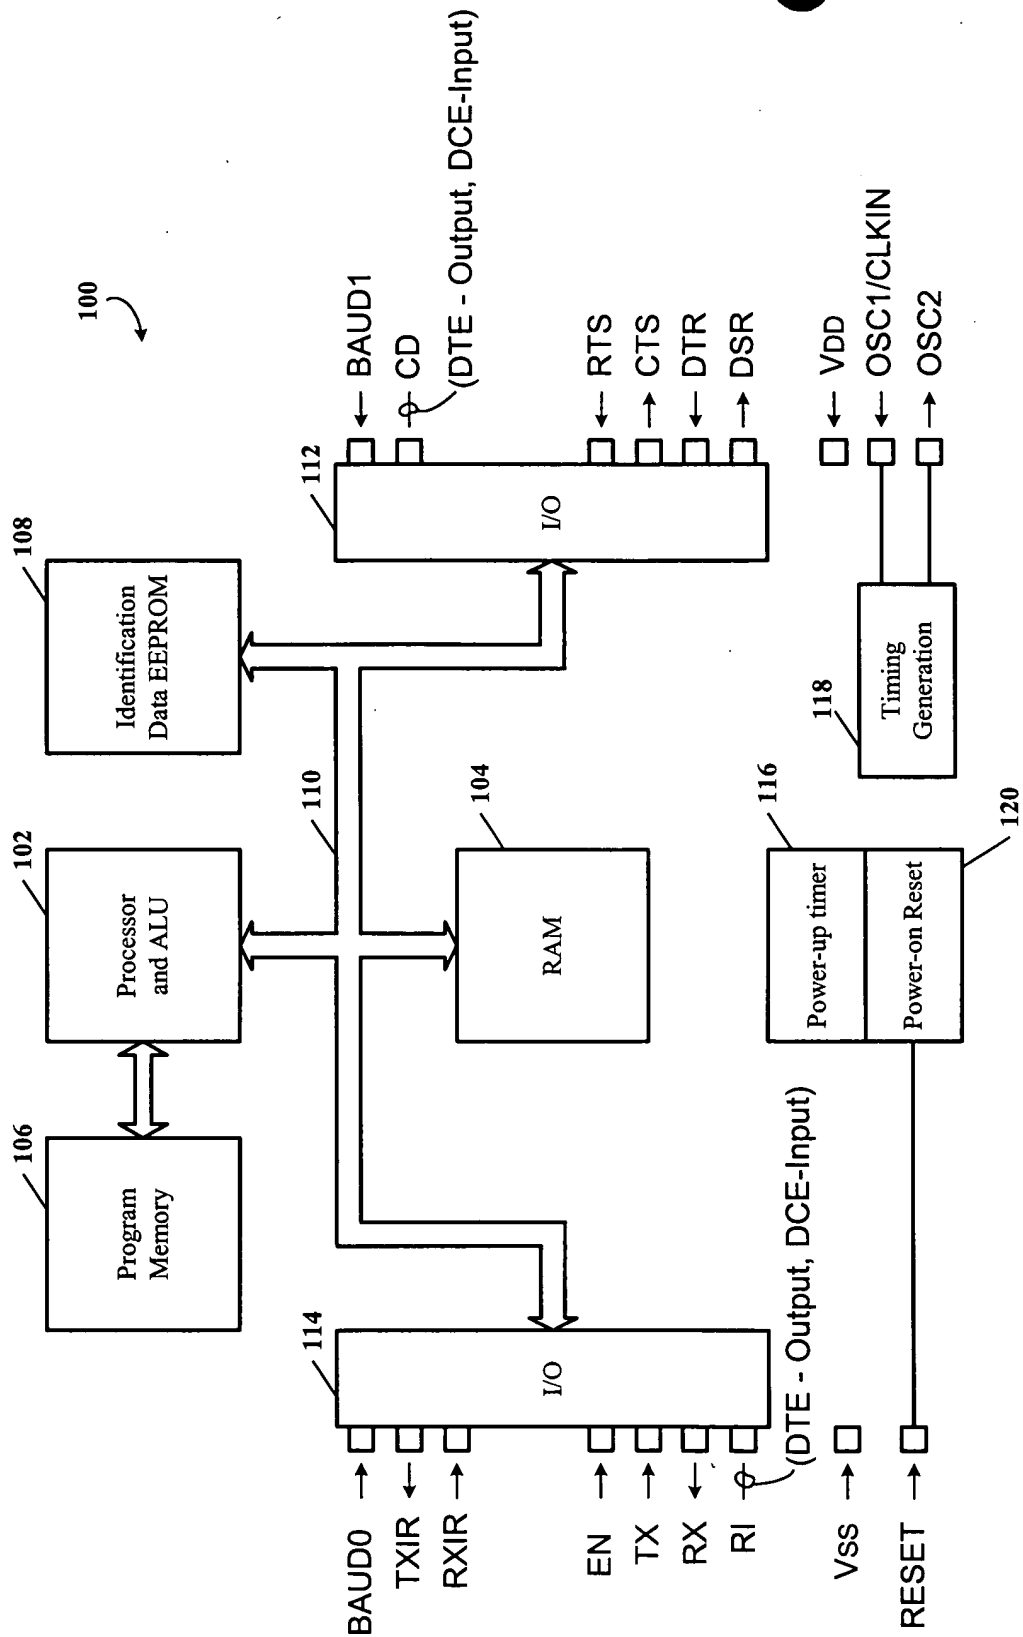 100
106
102
108
Program
Memory
Processor
and ALU
Identification
Data EEPROM
110
114
112
BAUD0
TXIR
RXIR
EN
TX
RX
RI
(DTE - Output, DCE-Input)
I/O
I/O
BAUD1
CD
(DTE - Output, DCE-Input)
RTS
CTS
DTR
DSR
104
RAM
116
Power-up timer
Power-on Reset
120
118
Timing
Generation
VSS
RESET
VDD
OSC1/CLKIN
OSC2